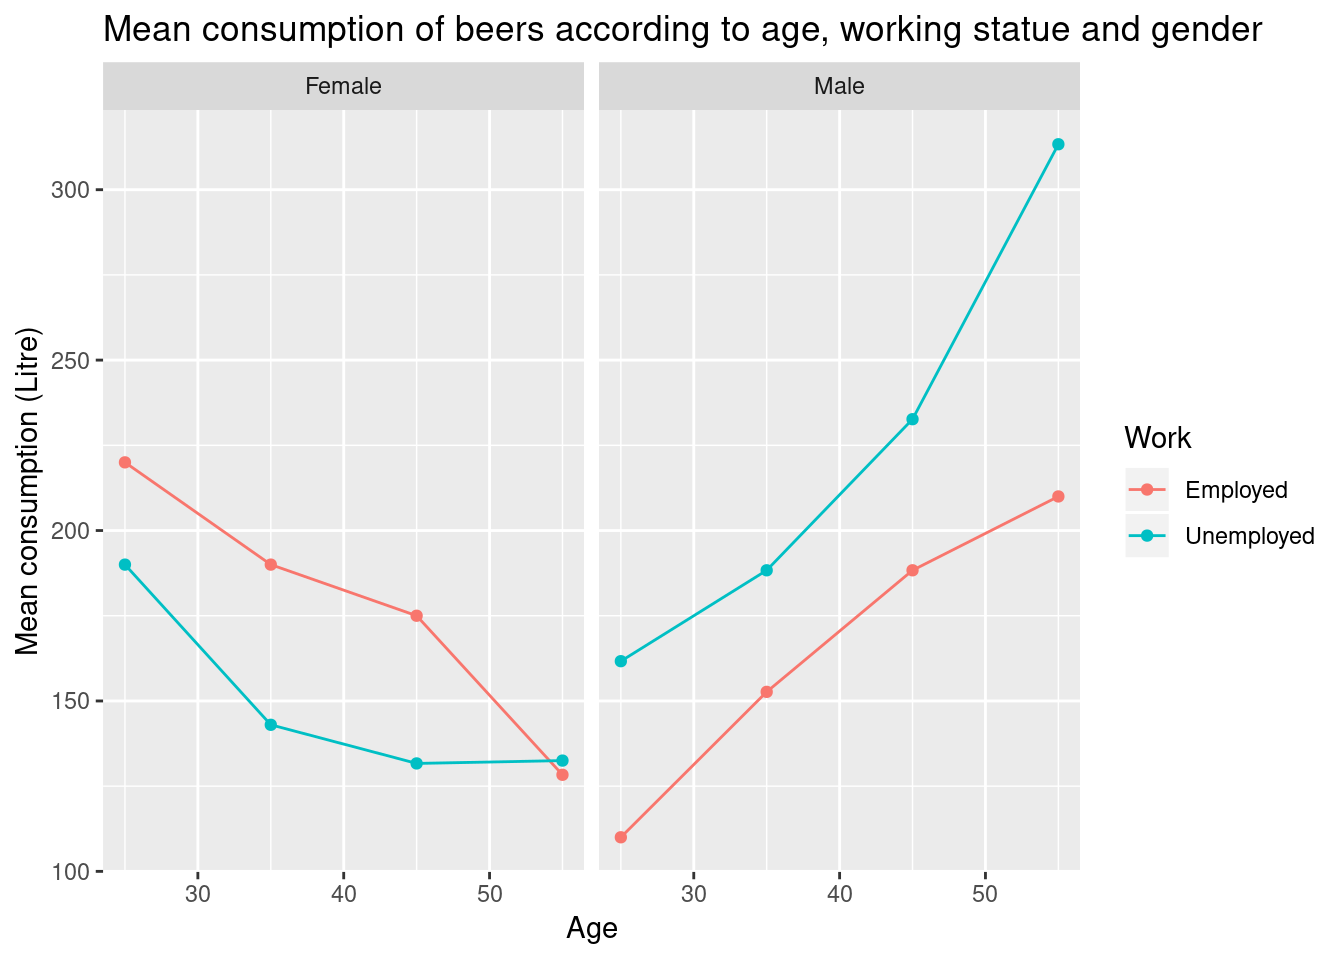 Mean consumption of beers according to age, working statue and gender
Female
Male
300
250
200
150
100
Mean consumption (Litre)
30
40
50
30
40
50
Age
Work
Employed
Unemployed